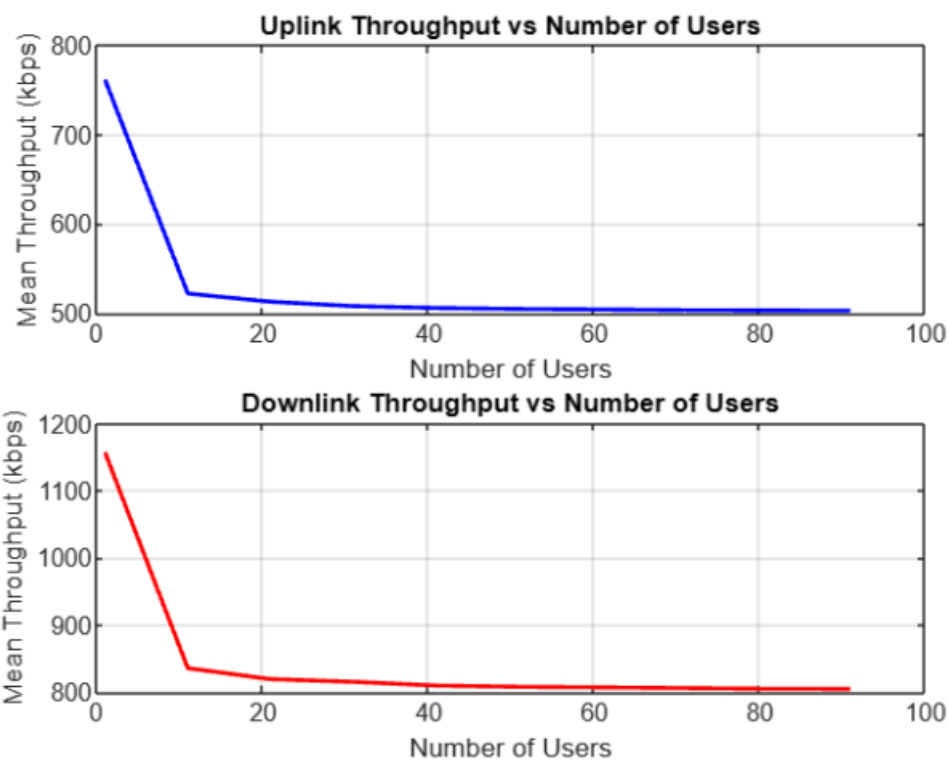 Uplink Throughput vs Number of Users
Mean Throughput (kbps)
800
700
600
500
0 20 40 60 80 100
Number of Users
Downlink Throughput vs Number of Users
Mean Throughput (kbps)
1200
1100
1000
900
800
0 20 40 60 80 100
Number of Users